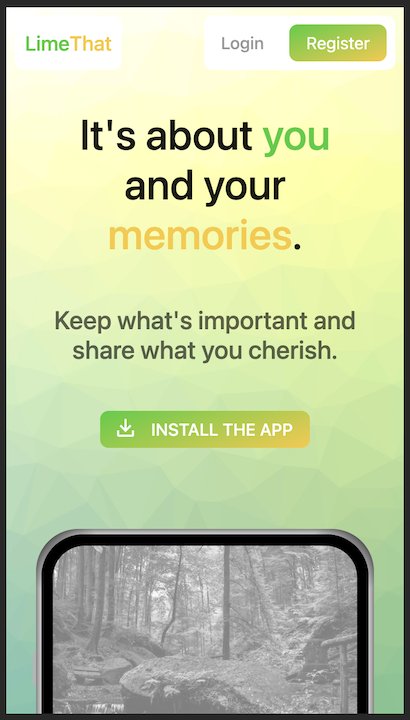 LimeThat
Login
Register
It's about you
and your
memories.
Keep what's important and
share what you cherish.
INSTALL THE APP